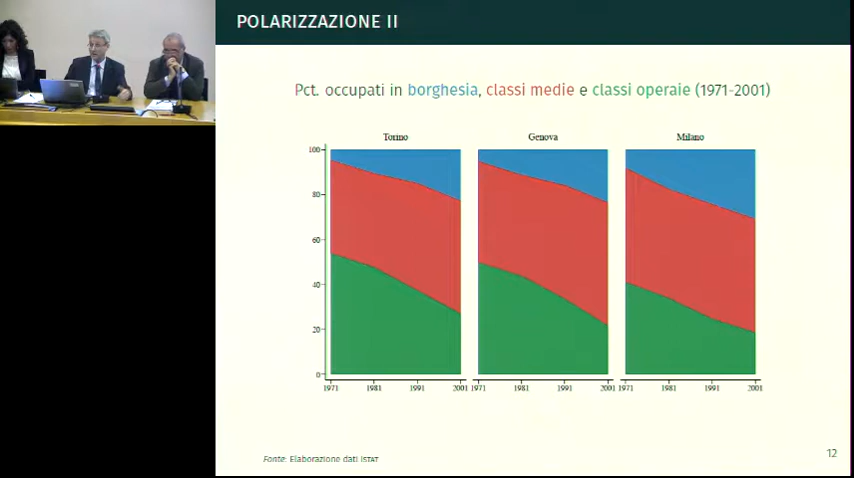 POLARIZZAZIONE II
Pct. occupati in borghesia, classi medie e classi operaie (1971-2001)
Torino Genova Milano
100
80
60
40
20
0
1971 1981 1991 2001 1971 1981 1991 2001 1971 1981 1991 2001
Fonte: Elaborazione dati ISTAT
12